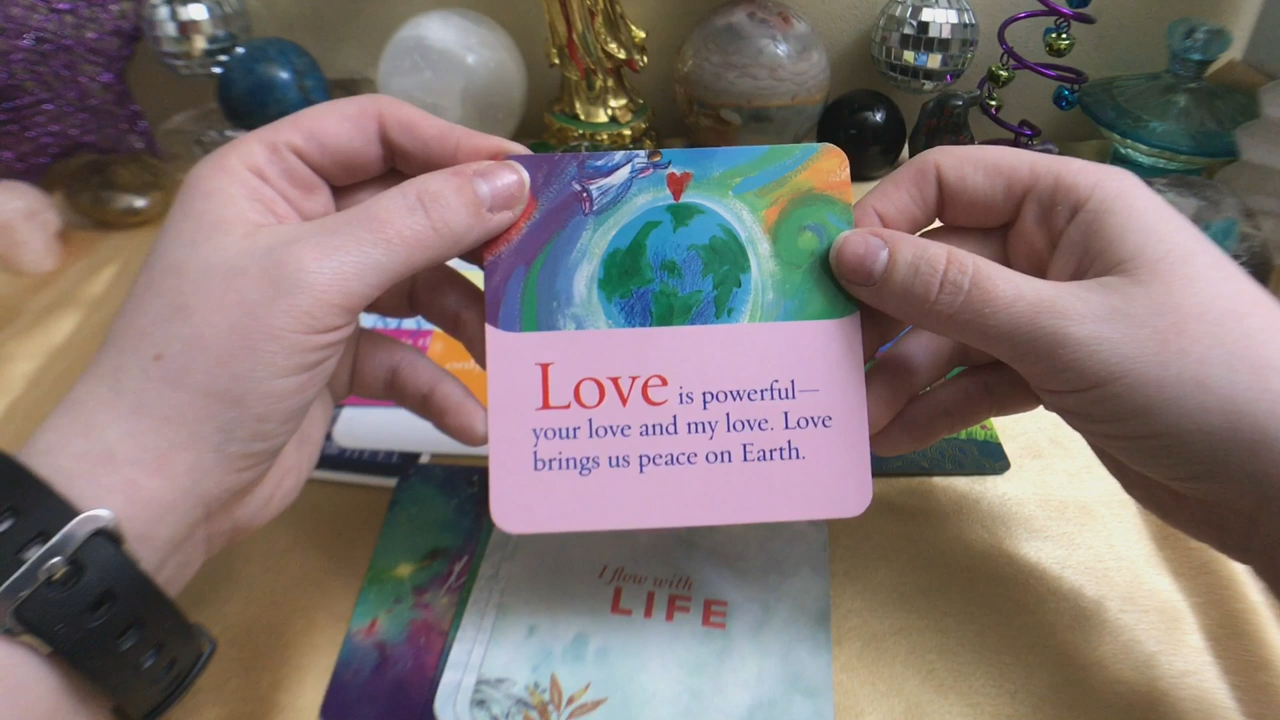 Love is powerful—
your love and my love. Love
brings us peace on Earth.
I flow with
LIFE